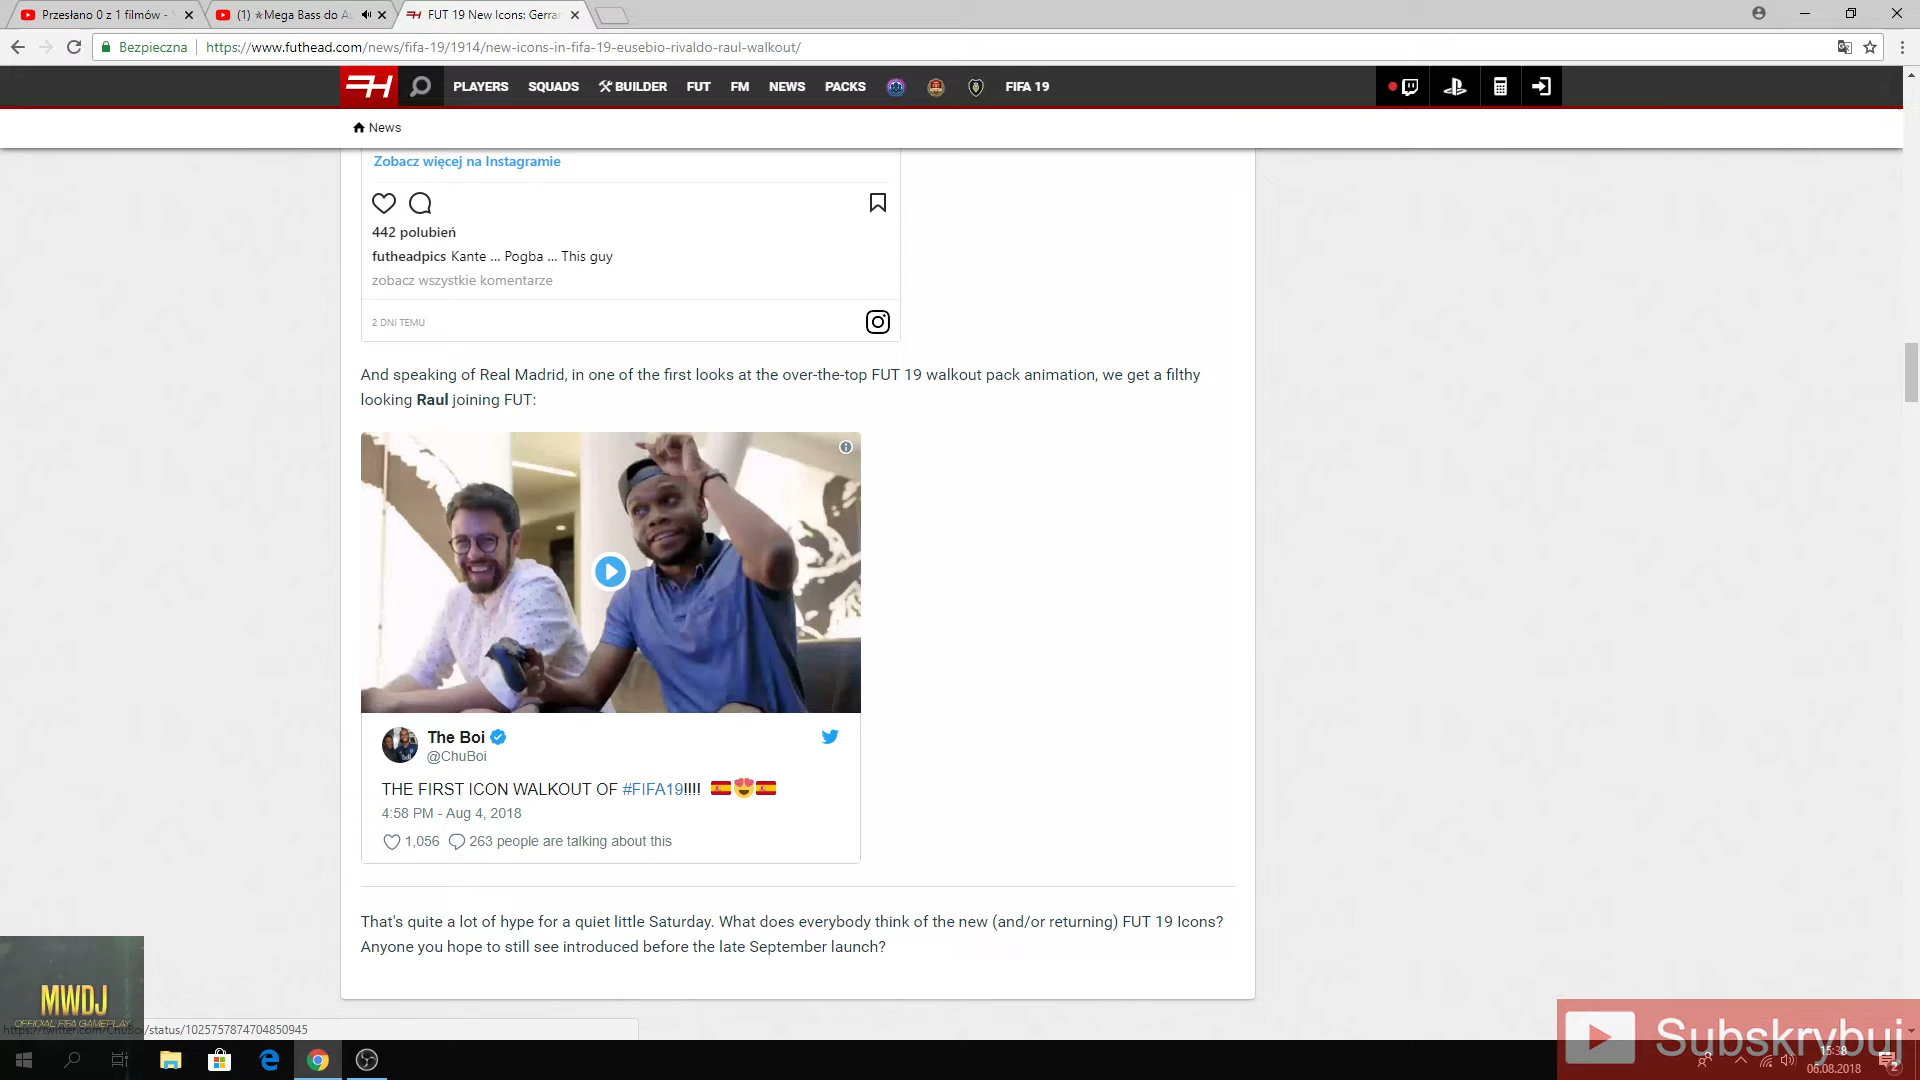 Przesłano 0 z 1 filmów -
(1) ★Mega Bass do A
FUT 19 New Icons: Gerra
Bezpieczna
https://www.futhead.com/news/fifa-19/1914/new-icons-in-fifa-19-eusebio-rivaldo-raul-walkout/
PLAYERS SQUADS BUILDER FUT FM NEWS PACKS FIFA 19
News
Zobacz więcej na Instagramie
442 polubień
futheadpics Kante ... Pogba ... This guy
zobacz wszystkie komentarze
2 DNI TEMU
And speaking of Real Madrid, in one of the first looks at the over-the-top FUT 19 walkout pack animation, we get a filthy
looking Raul joining FUT:
The Boi
@ChuBoi
THE FIRST ICON WALKOUT OF #FIFA19!!!! 🇪🇸😍🇪🇸
4:58 PM - Aug 4, 2018
1,056 263 people are talking about this
That's quite a lot of hype for a quiet little Saturday. What does everybody think of the new (and/or returning) FUT 19 Icons?
Anyone you hope to still see introduced before the late September launch?
MWDJ
OFFICIAL FIFA GAMEPLAY
https://twitter.com/ChuBoi/status/1025757874704850945
Subskrybuj
15:38
06.08.2018
2